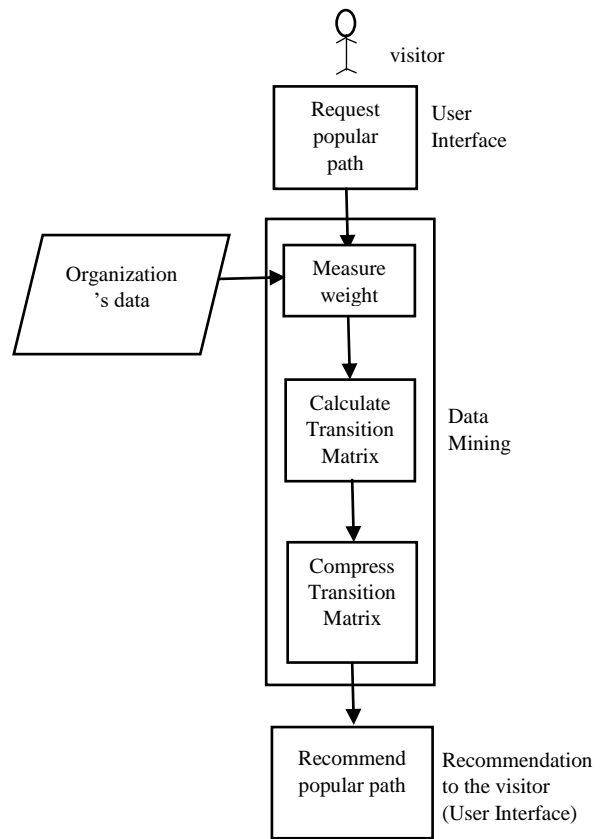 visitor
Request
popular
path
User
Interface
Organization
's data
Measure
weight
Calculate
Transition
Matrix
Data
Mining
Compress
Transition
Matrix
Recommend
popular path
Recommendation
to the visitor
(User Interface)